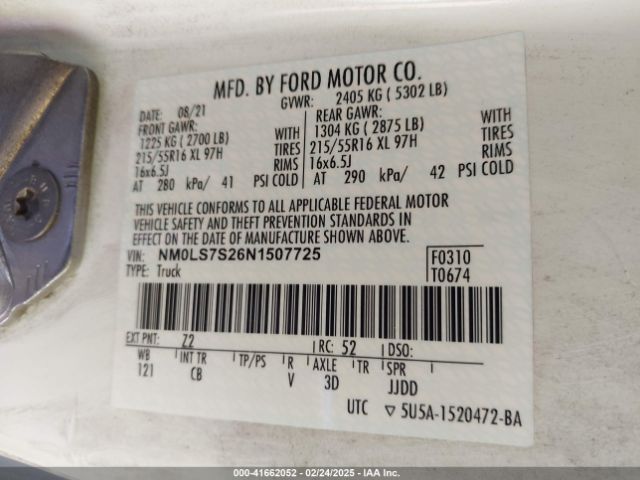 MFD. BY FORD MOTOR CO.
DATE: 08/21 GVWR: 2405 KG ( 5302 LB)
FRONT GAWR: REAR GAWR:
1225 KG ( 2700 LB) WITH 1304 KG ( 2875 LB) WITH
215/55R16 XL 97H TIRES 215/55R16 XL 97H TIRES
16x6.5J RIMS 16x6.5J RIMS
AT 280 kPa/ 41 PSI COLD AT 290 kPa/ 42 PSI COLD
THIS VEHICLE CONFORMS TO ALL APPLICABLE FEDERAL MOTOR
VEHICLE SAFETY AND THEFT PREVENTION STANDARDS IN
EFFECT ON THE DATE OF MANUFACTURE SHOWN ABOVE.
VIN: NM0LS7S26N1507725 F0310
TYPE: Truck T0674
EXT PNT: Z2 RC: 52 DSO:
WB INT TR TP/PS R AXLE TR SPR
121 CB V 3D JJDD
UTC ▽ 5U5A-1520472-BA
000-41662052 - 02/24/2025 - IAA Inc.